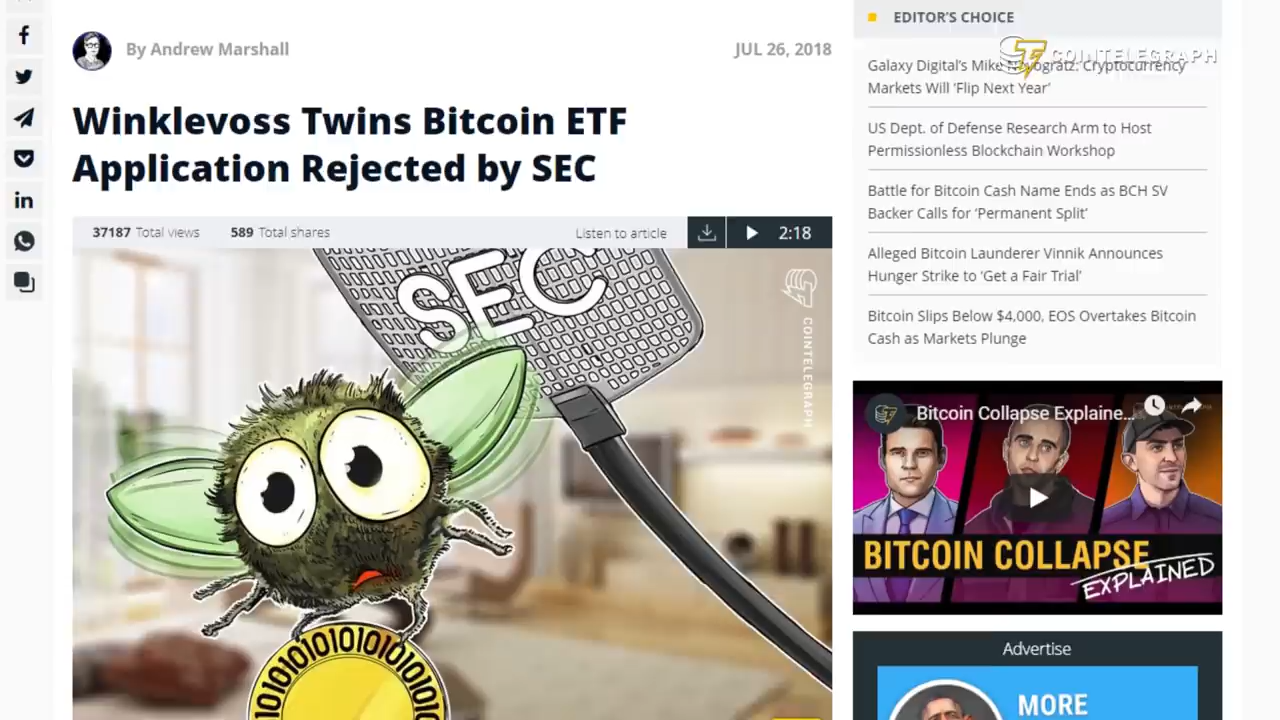 By Andrew Marshall
JUL 26, 2018
Winklevoss Twins Bitcoin ETF
Application Rejected by SEC
37187 Total views
589 Total shares
Listen to article
2:18
SEC
COINTELEGRAPH
101010101010101010101
EDITOR'S CHOICE
COINTELEGRAPH
Galaxy Digital's Mike Novogratz: Cryptocurrency
Markets Will 'Flip Next Year'
US Dept. of Defense Research Arm to Host
Permissionless Blockchain Workshop
Battle for Bitcoin Cash Name Ends as BCH SV
Backer Calls for 'Permanent Split'
Alleged Bitcoin Launderer Vinnik Announces
Hunger Strike to 'Get a Fair Trial'
Bitcoin Slips Below $4,000, EOS Overtakes Bitcoin
Cash as Markets Plunge
Bitcoin Collapse Explaine...
BITCOIN COLLAPSE
EXPLAINED
Advertise
MORE